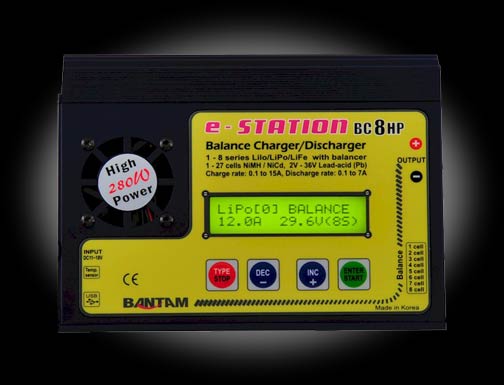 e-STATION BC8HP
Balance Charger/Discharger
1 - 8 series LiIo/LiPo/LiFe with balancer
1 - 27 cells NiMH / NiCd, 2V - 36V Lead-acid (Pb)
Charge rate: 0.1 to 15A, Discharge rate: 0.1 to 7A
High
280W
Power
+
OUTPUT
-
LiPo[0] BALANCE
12.0A 29.6V(8S)
INPUT
DC11~18V
Temp.
sensor
USB
CE
TYPE
STOP
DEC
-
INC
+
ENTER
START
Balance
1 cell
2 cell
3 cell
4 cell
5 cell
6 cell
7 cell
8 cell
BANTAM
Made in Korea